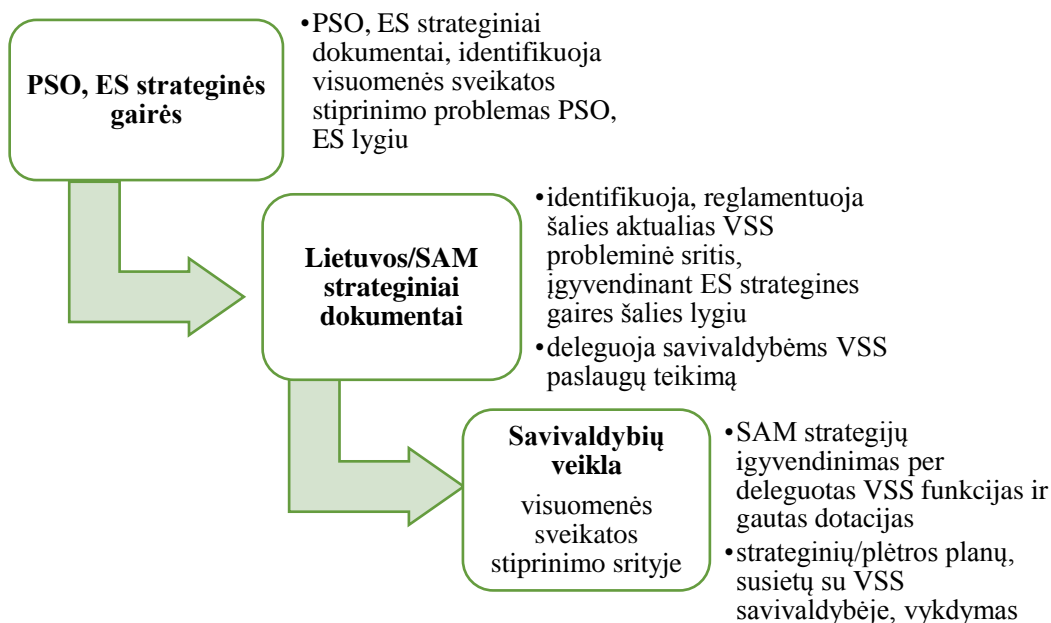 PSO, ES strateginės
gairės
•PSO, ES strateginiai
dokumentai, identifikuoja
visuomenės sveikatos
stiprinimo problemas PSO,
ES lygiu
Lietuvos/SAM
strateginiai
dokumentai
•identifikuoja, reglamentuoja
šalies aktualias VSS
probleminė sritis,
įgyvendinant ES strategines
gaires šalies lygiu
•deleguoja savivaldybėms VSS
paslaugų teikimą
Savivaldybių
veikla
visuomenės
sveikatos
stiprinimo srityje
•SAM strategijų
igyvendinimas per
deleguotas VSS funkcijas ir
gautas dotacijas
•strateginių/plėtros planų,
susietų su VSS
savivaldybėje, vykdymas